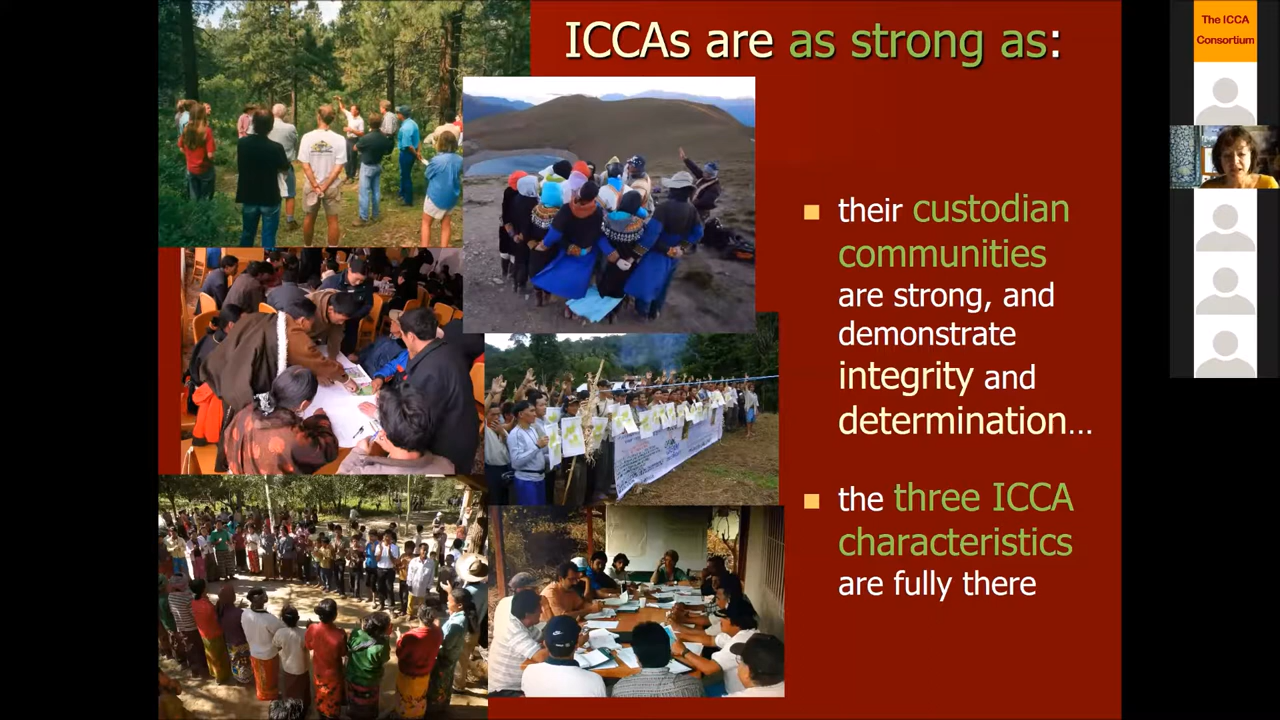 ICCAs are as strong as:
their custodian
communities
are strong, and
demonstrate
integrity and
determination…
the three ICCA
characteristics
are fully there
The ICCA
Consortium